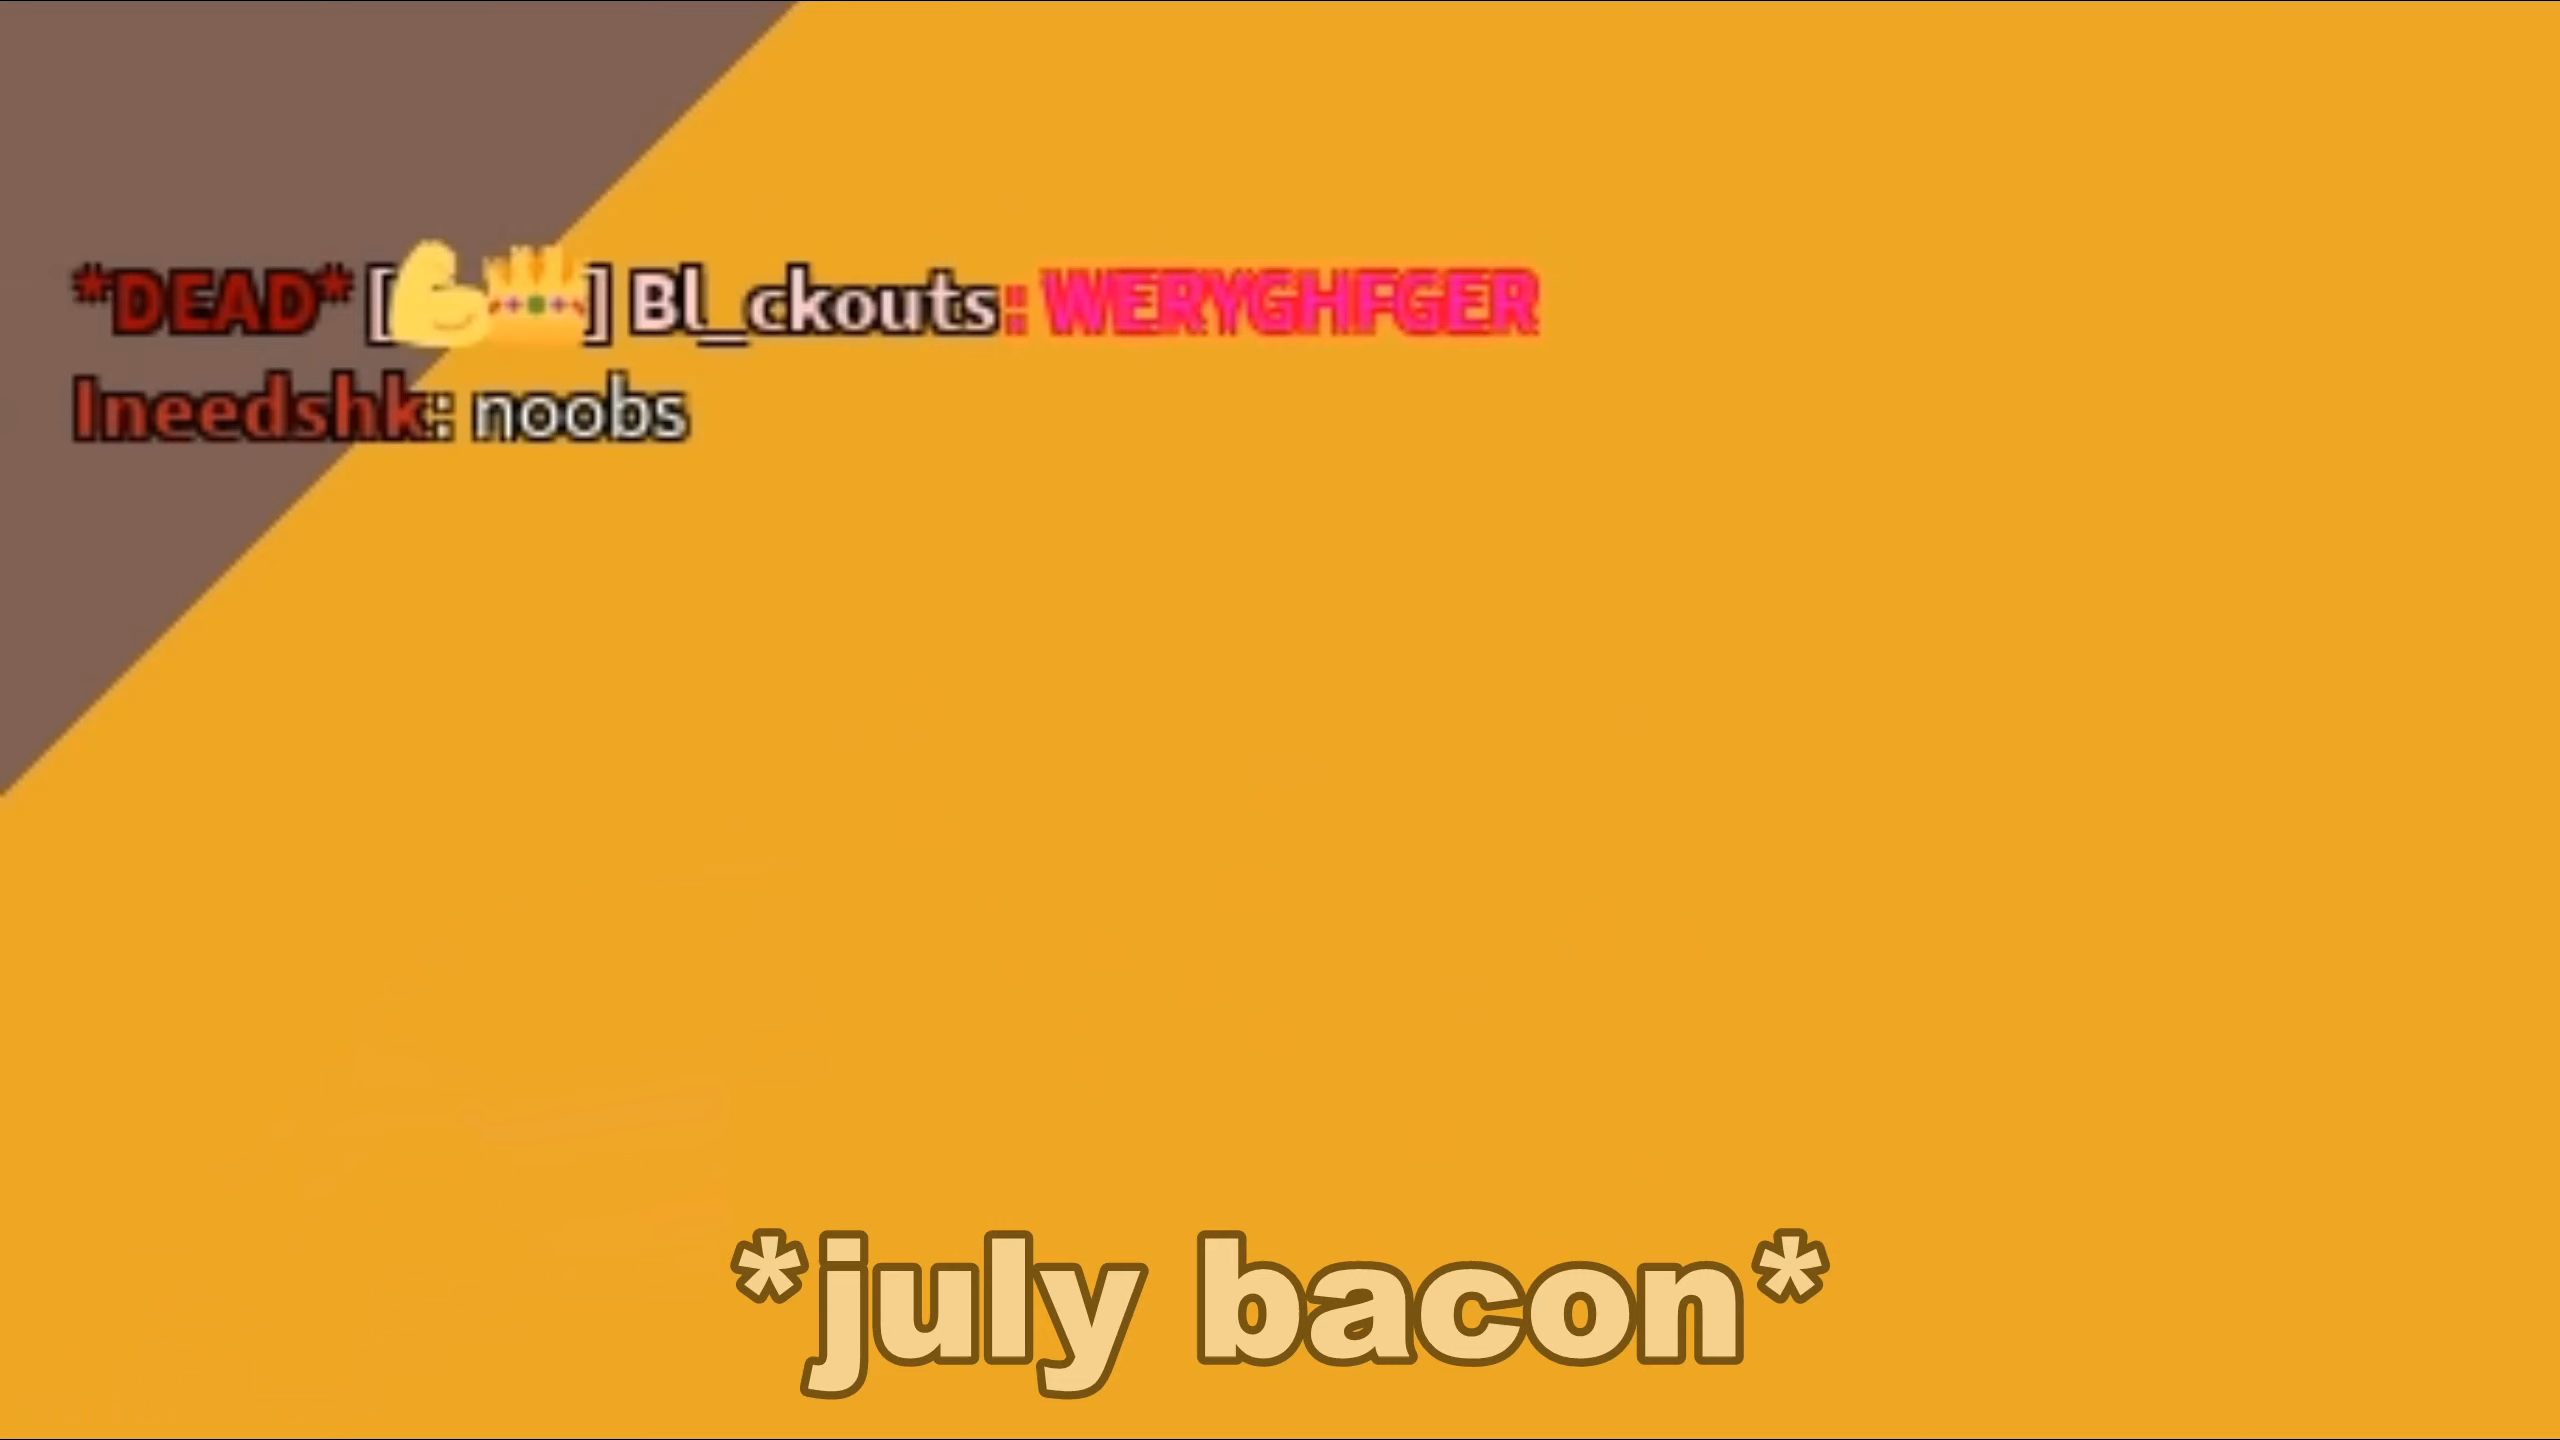 *DEAD* [💪👑] Bl_ckouts: WERYGHFGER
Ineedshk: noobs
*july bacon*